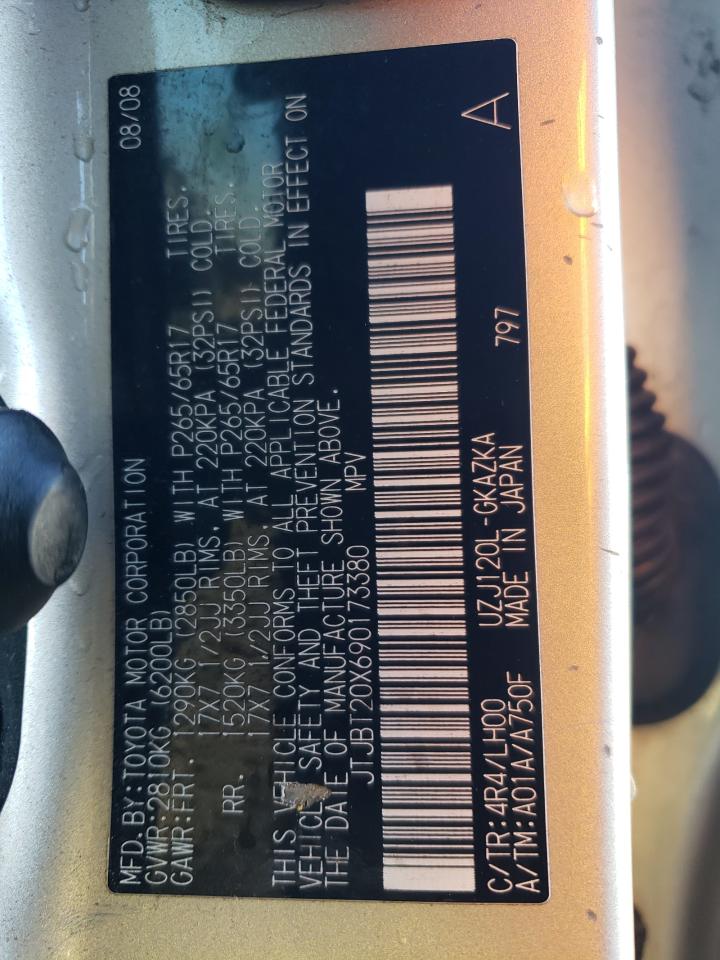 MFD.BY:TOYOTA MOTOR CORPORATION 08/08
GVWR:2810KG (6200LB)
GAWR:FRT. 1290KG (2850LB) WITH P265/65R17 TIRES.
17X7 1/2JJ RIMS. AT 220KPA (32PSI) COLD.
RR. 1520KG (3350LB) WITH P265/65R17 TIRES.
17X7 1/2JJ RIMS. AT 220KPA (32PSI) COLD.
THIS VEHICLE CONFORMS TO ALL APPLICABLE FEDERAL MOTOR
VEHICLE SAFETY AND THEFT PREVENTION STANDARDS IN EFFECT ON
THE DATE OF MANUFACTURE SHOWN ABOVE.
JTJBT20X690173380 MPV
A
C/TR:4R4/LH00 UZJ120L-GKAZKA
A/TM:A01A/A750F MADE IN JAPAN 797